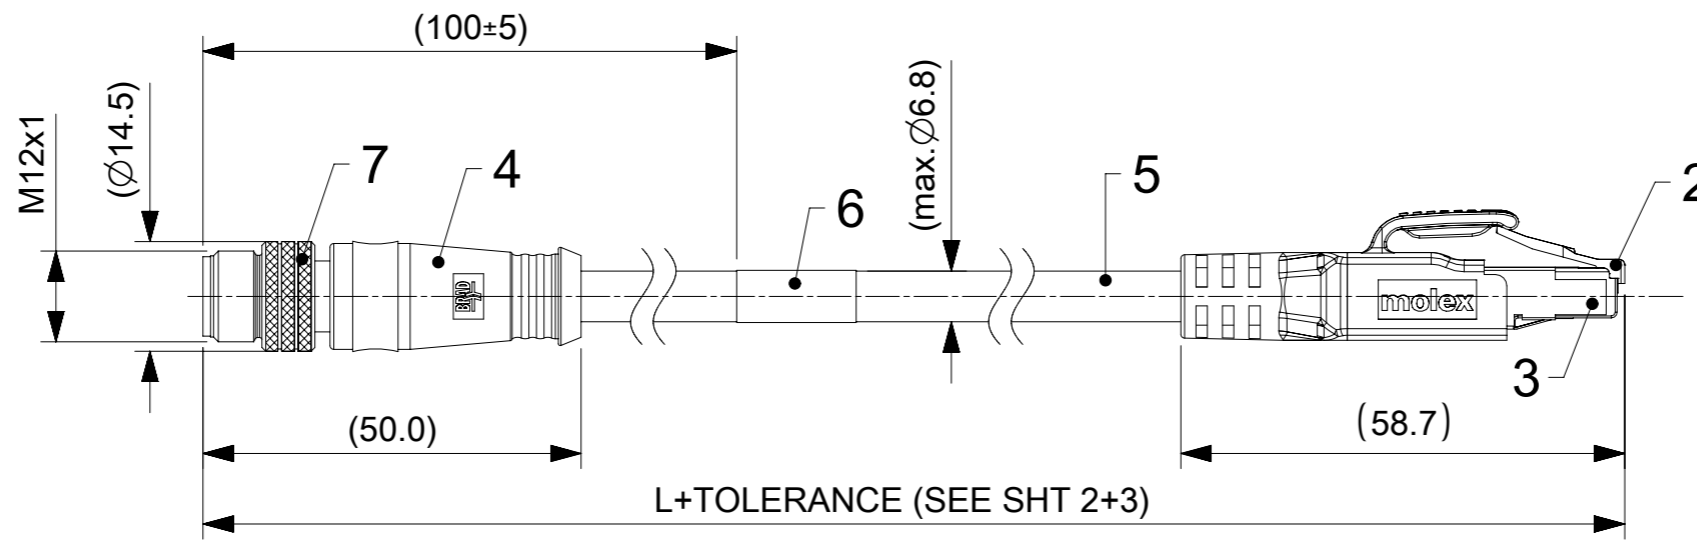 (100±5)
M12x1
(Ø14.5)
7
4
6
(max.Ø6.8)
5
2
BRAD
molex
3
(50.0)
(58.7)
L+TOLERANCE (SEE SHT 2+3)